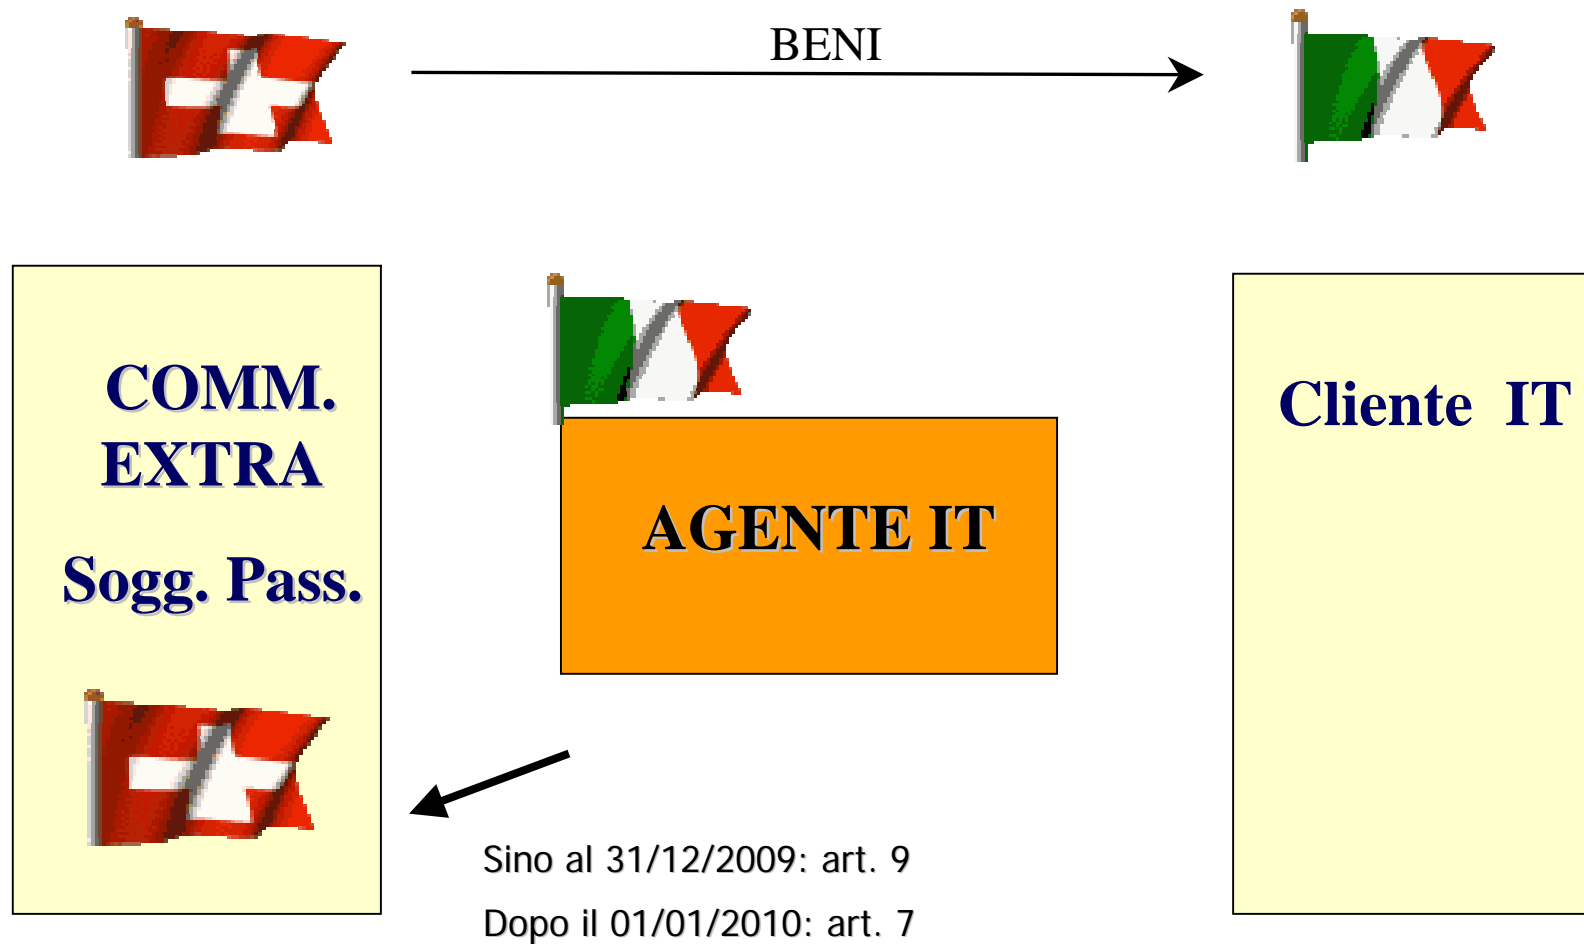 BENI
COMM.
EXTRA
Sogg. Pass.
AGENTE IT
Cliente IT
Sino al 31/12/2009: art. 9
Dopo il 01/01/2010: art. 7